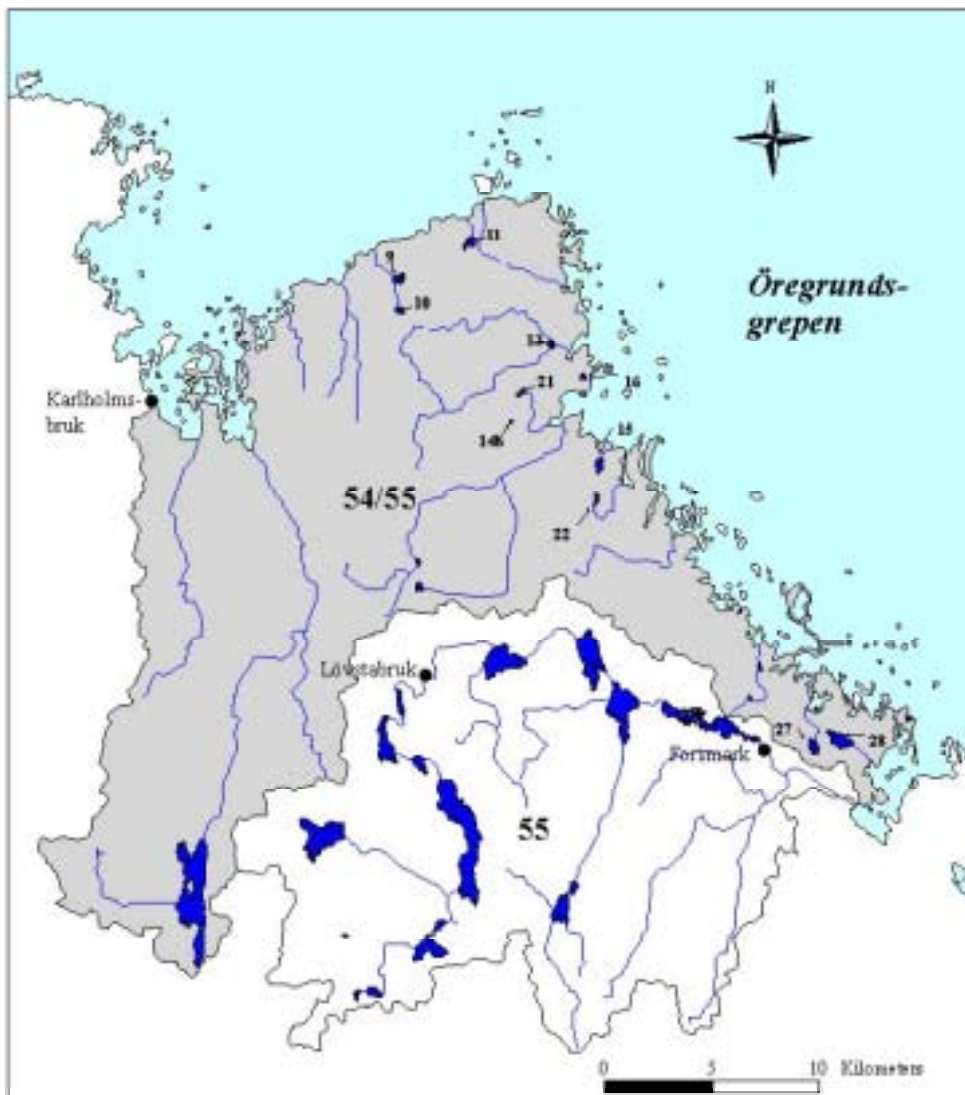 N
11
9
Öregrunds-
grepen
10
13
16
21
Karlholms-
bruk
15
14b
54/55
22
Lövstabruk
27
28
Forsmark
55
0 5 10 Kilometers